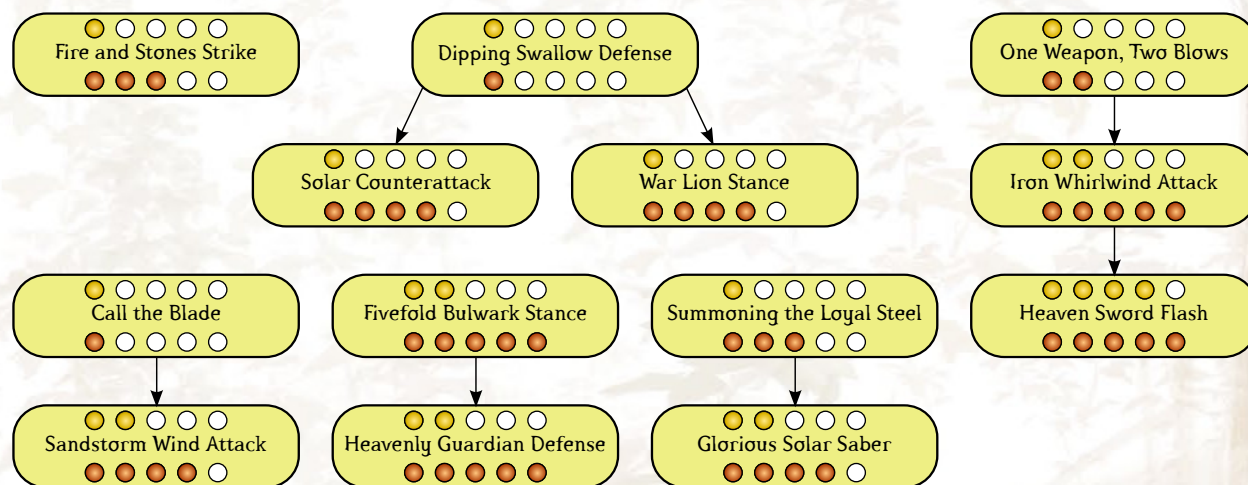 Fire and Stones Strike
Dipping Swallow Defense
One Weapon, Two Blows
Solar Counterattack
War Lion Stance
Iron Whirlwind Attack
Call the Blade
Fivefold Bulwark Stance
Summoning the Loyal Steel
Heaven Sword Flash
Sandstorm Wind Attack
Heavenly Guardian Defense
Glorious Solar Saber